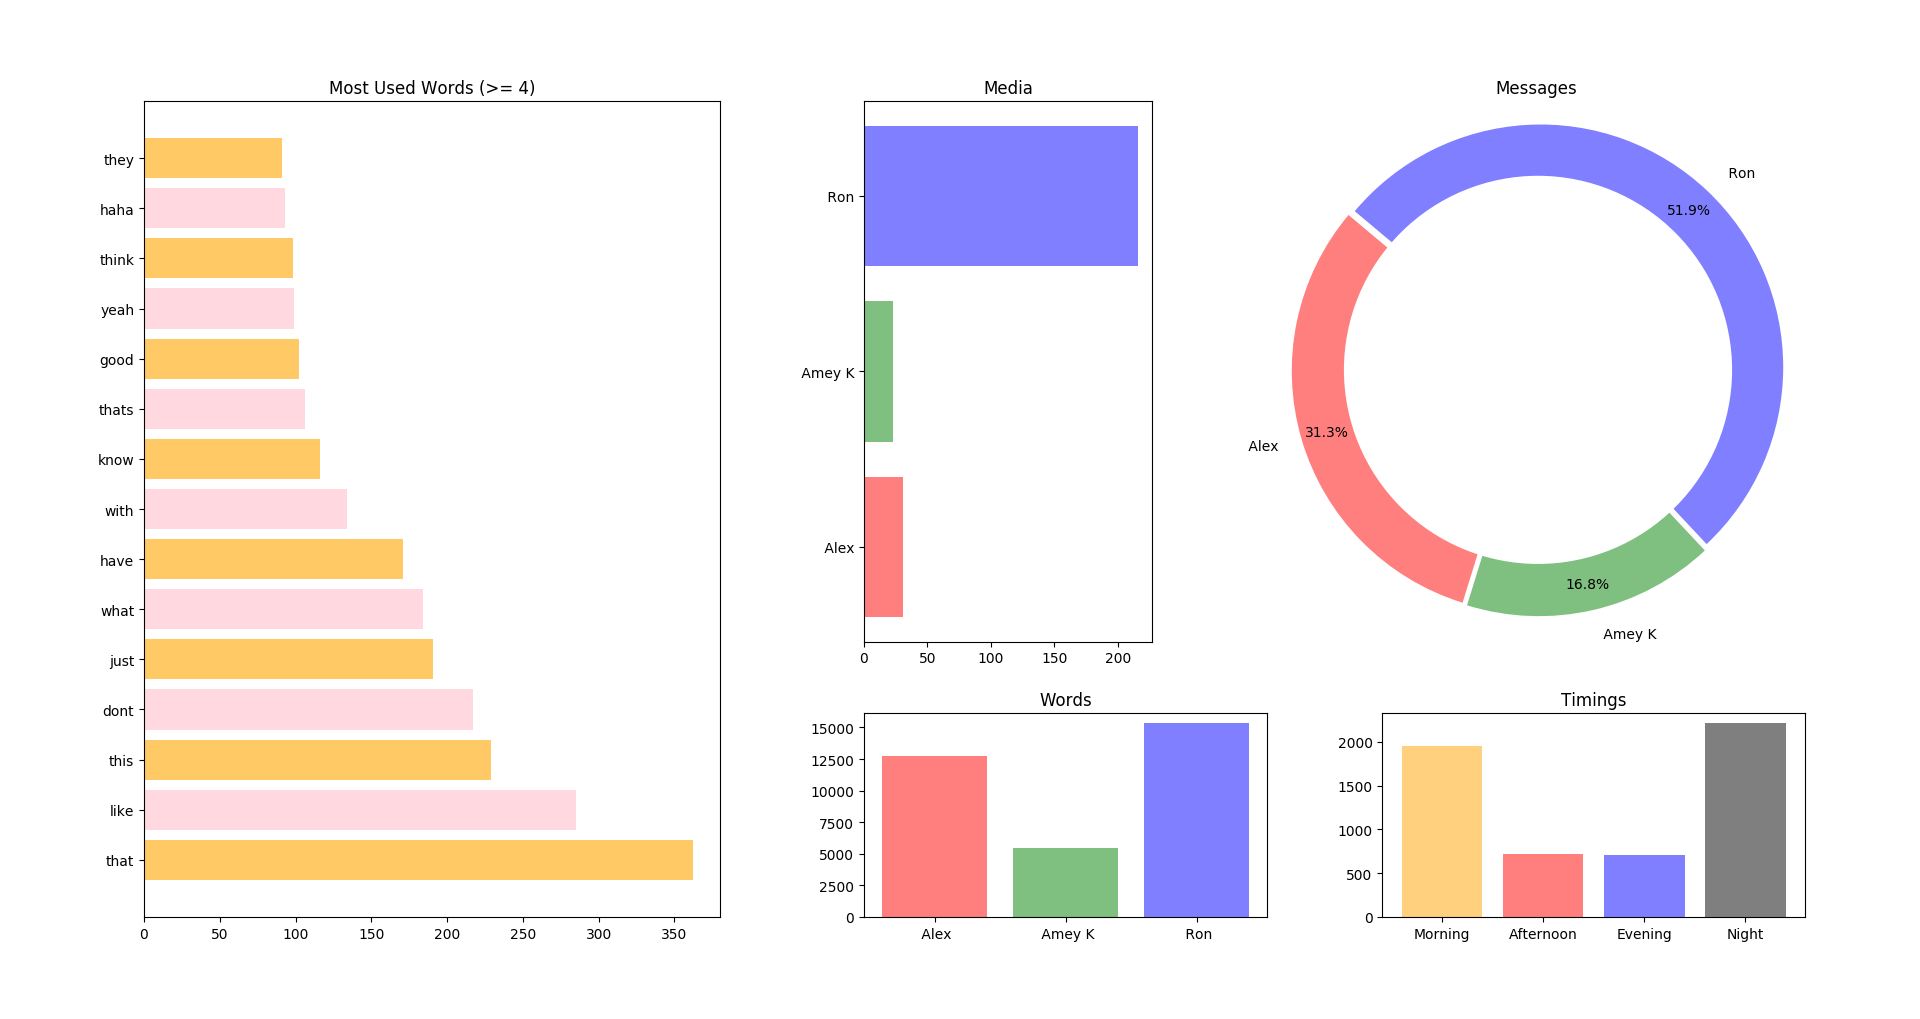 Most Used Words (>= 4)
they
haha
think
yeah
good
thats
know
with
have
what
just
dont
this
like
that
0 50 100 150 200 250 300 350
Media
Ron
Amey K
Alex
0 50 100 150 200
Messages
Ron
51.9%
31.3%
Alex
16.8%
Amey K
Words
15000
12500
10000
7500
5000
2500
0
Alex Amey K Ron
Timings
2000
1500
1000
500
0
Morning Afternoon Evening Night